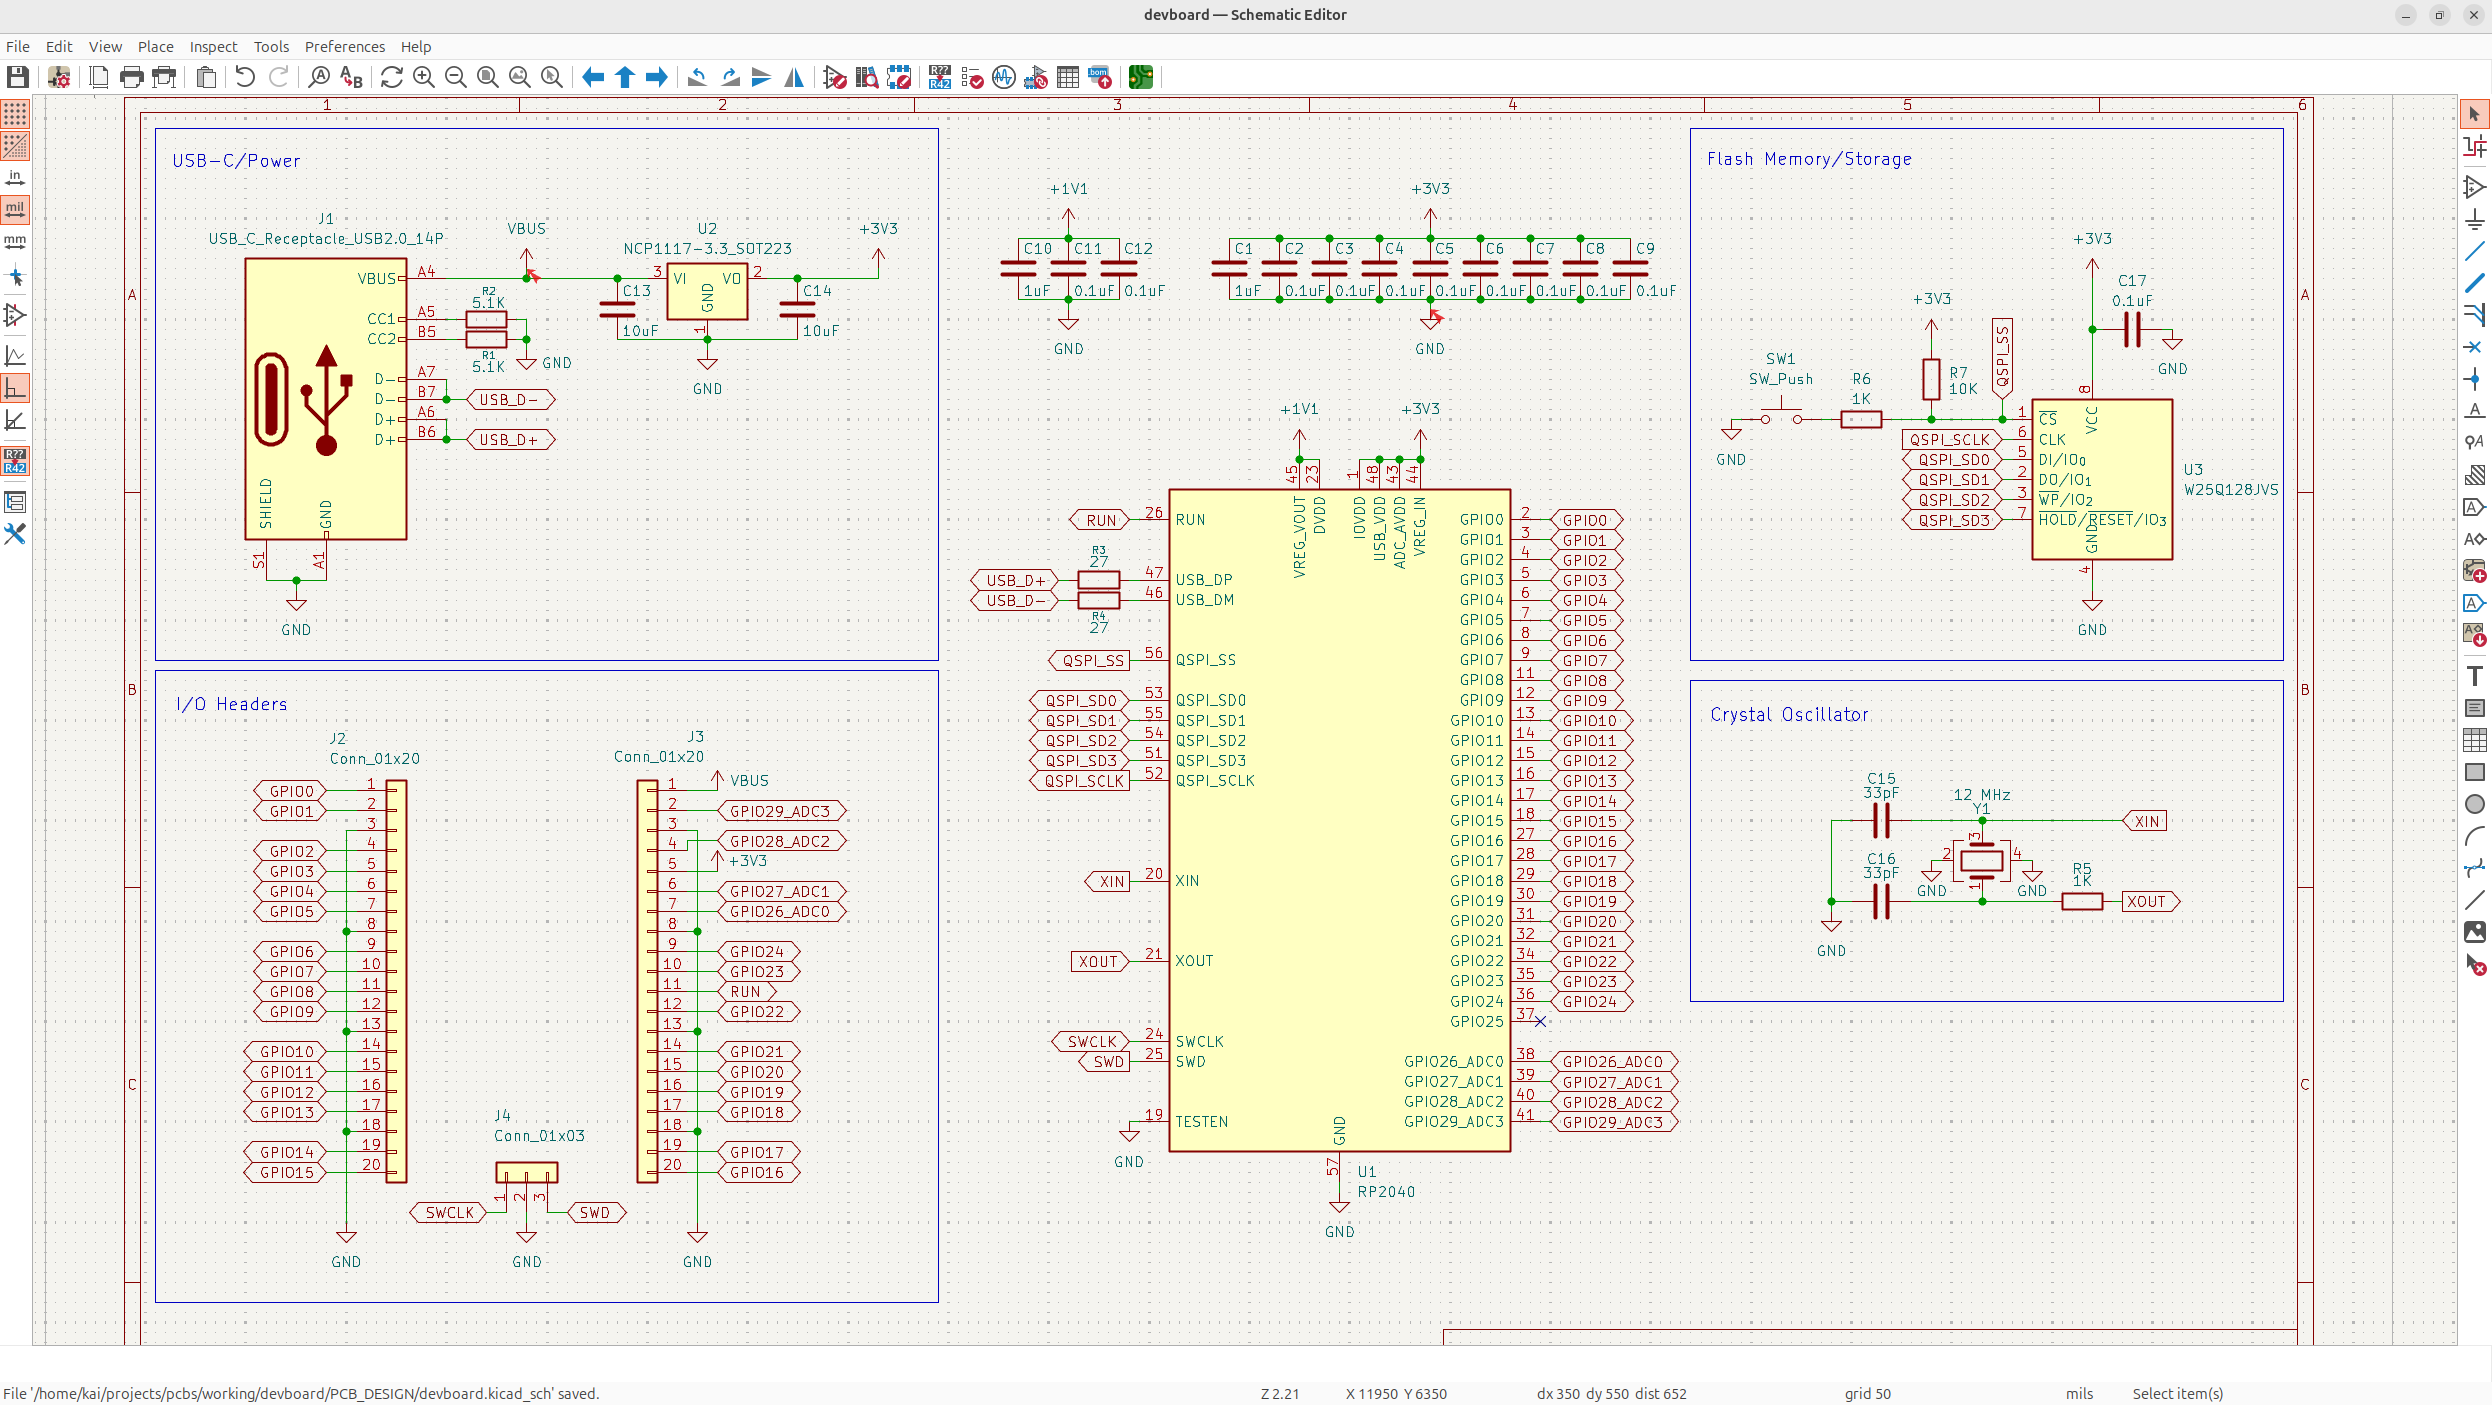 devboard — Schematic Editor
File Edit View Place Inspect Tools Preferences Help
1 2 3 4 5 6
A B C
A B C
in
mil
mm
R??
R42
USB-C/Power
J1
USB_C_Receptacle_USB2.0_14P
VBUS A4
CC1 A5
CC2 B5
D- A7
D- B7
D+ A6
D+ B6
SHIELD S1
GND A1
GND
R2
5.1K
R1
5.1K
GND
USB_D-
USB_D+
VBUS
C13
10uF
U2
NCP1117-3.3_SOT223
3 VI VO 2
GND
1
GND
C14
10uF
+3V3
I/O Headers
J2
Conn_01x20
GPIO0 1
GPIO1 2
3
GPIO2 4
GPIO3 5
GPIO4 6
GPIO5 7
8
GPIO6 9
GPIO7 10
GPIO8 11
GPIO9 12
13
GPIO10 14
GPIO11 15
GPIO12 16
GPIO13 17
18
GPIO14 19
GPIO15 20
GND
J4
Conn_01x03
1 2 3
SWCLK SWD
GND
J3
Conn_01x20
1 VBUS
2 GPIO29_ADC3
3
4 GPIO28_ADC2
5 +3V3
6 GPIO27_ADC1
7 GPIO26_ADC0
8
9 GPIO24
10 GPIO23
11 RUN
12 GPIO22
13
14 GPIO21
15 GPIO20
16 GPIO19
17 GPIO18
18
19 GPIO17
20 GPIO16
GND
+1V1
C10 C11 C12
1uF 0.1uF 0.1uF
GND
+3V3
C1 C2 C3 C4 C5 C6 C7 C8 C9
1uF 0.1uF 0.1uF 0.1uF 0.1uF 0.1uF 0.1uF 0.1uF 0.1uF
GND
+1V1 +3V3
45 23 1 48 43 44
VREG_VOUT DVDD IOVDD USB_VDD ADC_AVDD VREG_IN
RUN 26 RUN
R3
27
USB_D+ 47 USB_DP
USB_D- 46 USB_DM
R4
27
QSPI_SS 56 QSPI_SS
QSPI_SD0 53 QSPI_SD0
QSPI_SD1 55 QSPI_SD1
QSPI_SD2 54 QSPI_SD2
QSPI_SD3 51 QSPI_SD3
QSPI_SCLK 52 QSPI_SCLK
XIN 20 XIN
XOUT 21 XOUT
SWCLK 24 SWCLK
SWD 25 SWD
19 TESTEN
GND
GPIO0 2 GPIO0
GPIO1 3 GPIO1
GPIO2 4 GPIO2
GPIO3 5 GPIO3
GPIO4 6 GPIO4
GPIO5 7 GPIO5
GPIO6 8 GPIO6
GPIO7 9 GPIO7
GPIO8 11 GPIO8
GPIO9 12 GPIO9
GPIO10 13 GPIO10
GPIO11 14 GPIO11
GPIO12 15 GPIO12
GPIO13 16 GPIO13
GPIO14 17 GPIO14
GPIO15 18 GPIO15
GPIO16 27 GPIO16
GPIO17 28 GPIO17
GPIO18 29 GPIO18
GPIO19 30 GPIO19
GPIO20 31 GPIO20
GPIO21 32 GPIO21
GPIO22 34 GPIO22
GPIO23 35 GPIO23
GPIO24 36 GPIO24
GPIO25 37
GPIO26_ADC0 38 GPIO26_ADC0
GPIO27_ADC1 39 GPIO27_ADC1
GPIO28_ADC2 40 GPIO28_ADC2
GPIO29_ADC3 41 GPIO29_ADC3
GND
57
U1
RP2040
GND
Flash Memory/Storage
SW1
SW_Push
GND
R6
1K
+3V3
R7
10K
QSPI_SS
+3V3
C17
0.1uF
GND
8
VCC
1 CS
QSPI_SCLK 6 CLK
QSPI_SD0 5 DI/IO0
QSPI_SD1 2 DO/IO1
QSPI_SD2 3 WP/IO2
QSPI_SD3 7 HOLD/RESET/IO3
U3
W25Q128JVS
GND
4
GND
Crystal Oscillator
C15
33pF
12 MHz
Y1
XIN
3
C16
33pF
2 4
GND GND
1
R5
1K
XOUT
GND
File '/home/kai/projects/pcbs/working/devboard/PCB_DESIGN/devboard.kicad_sch' saved.
Z 2.21 X 11950 Y 6350 dx 350 dy 550 dist 652 grid 50 mils Select item(s)